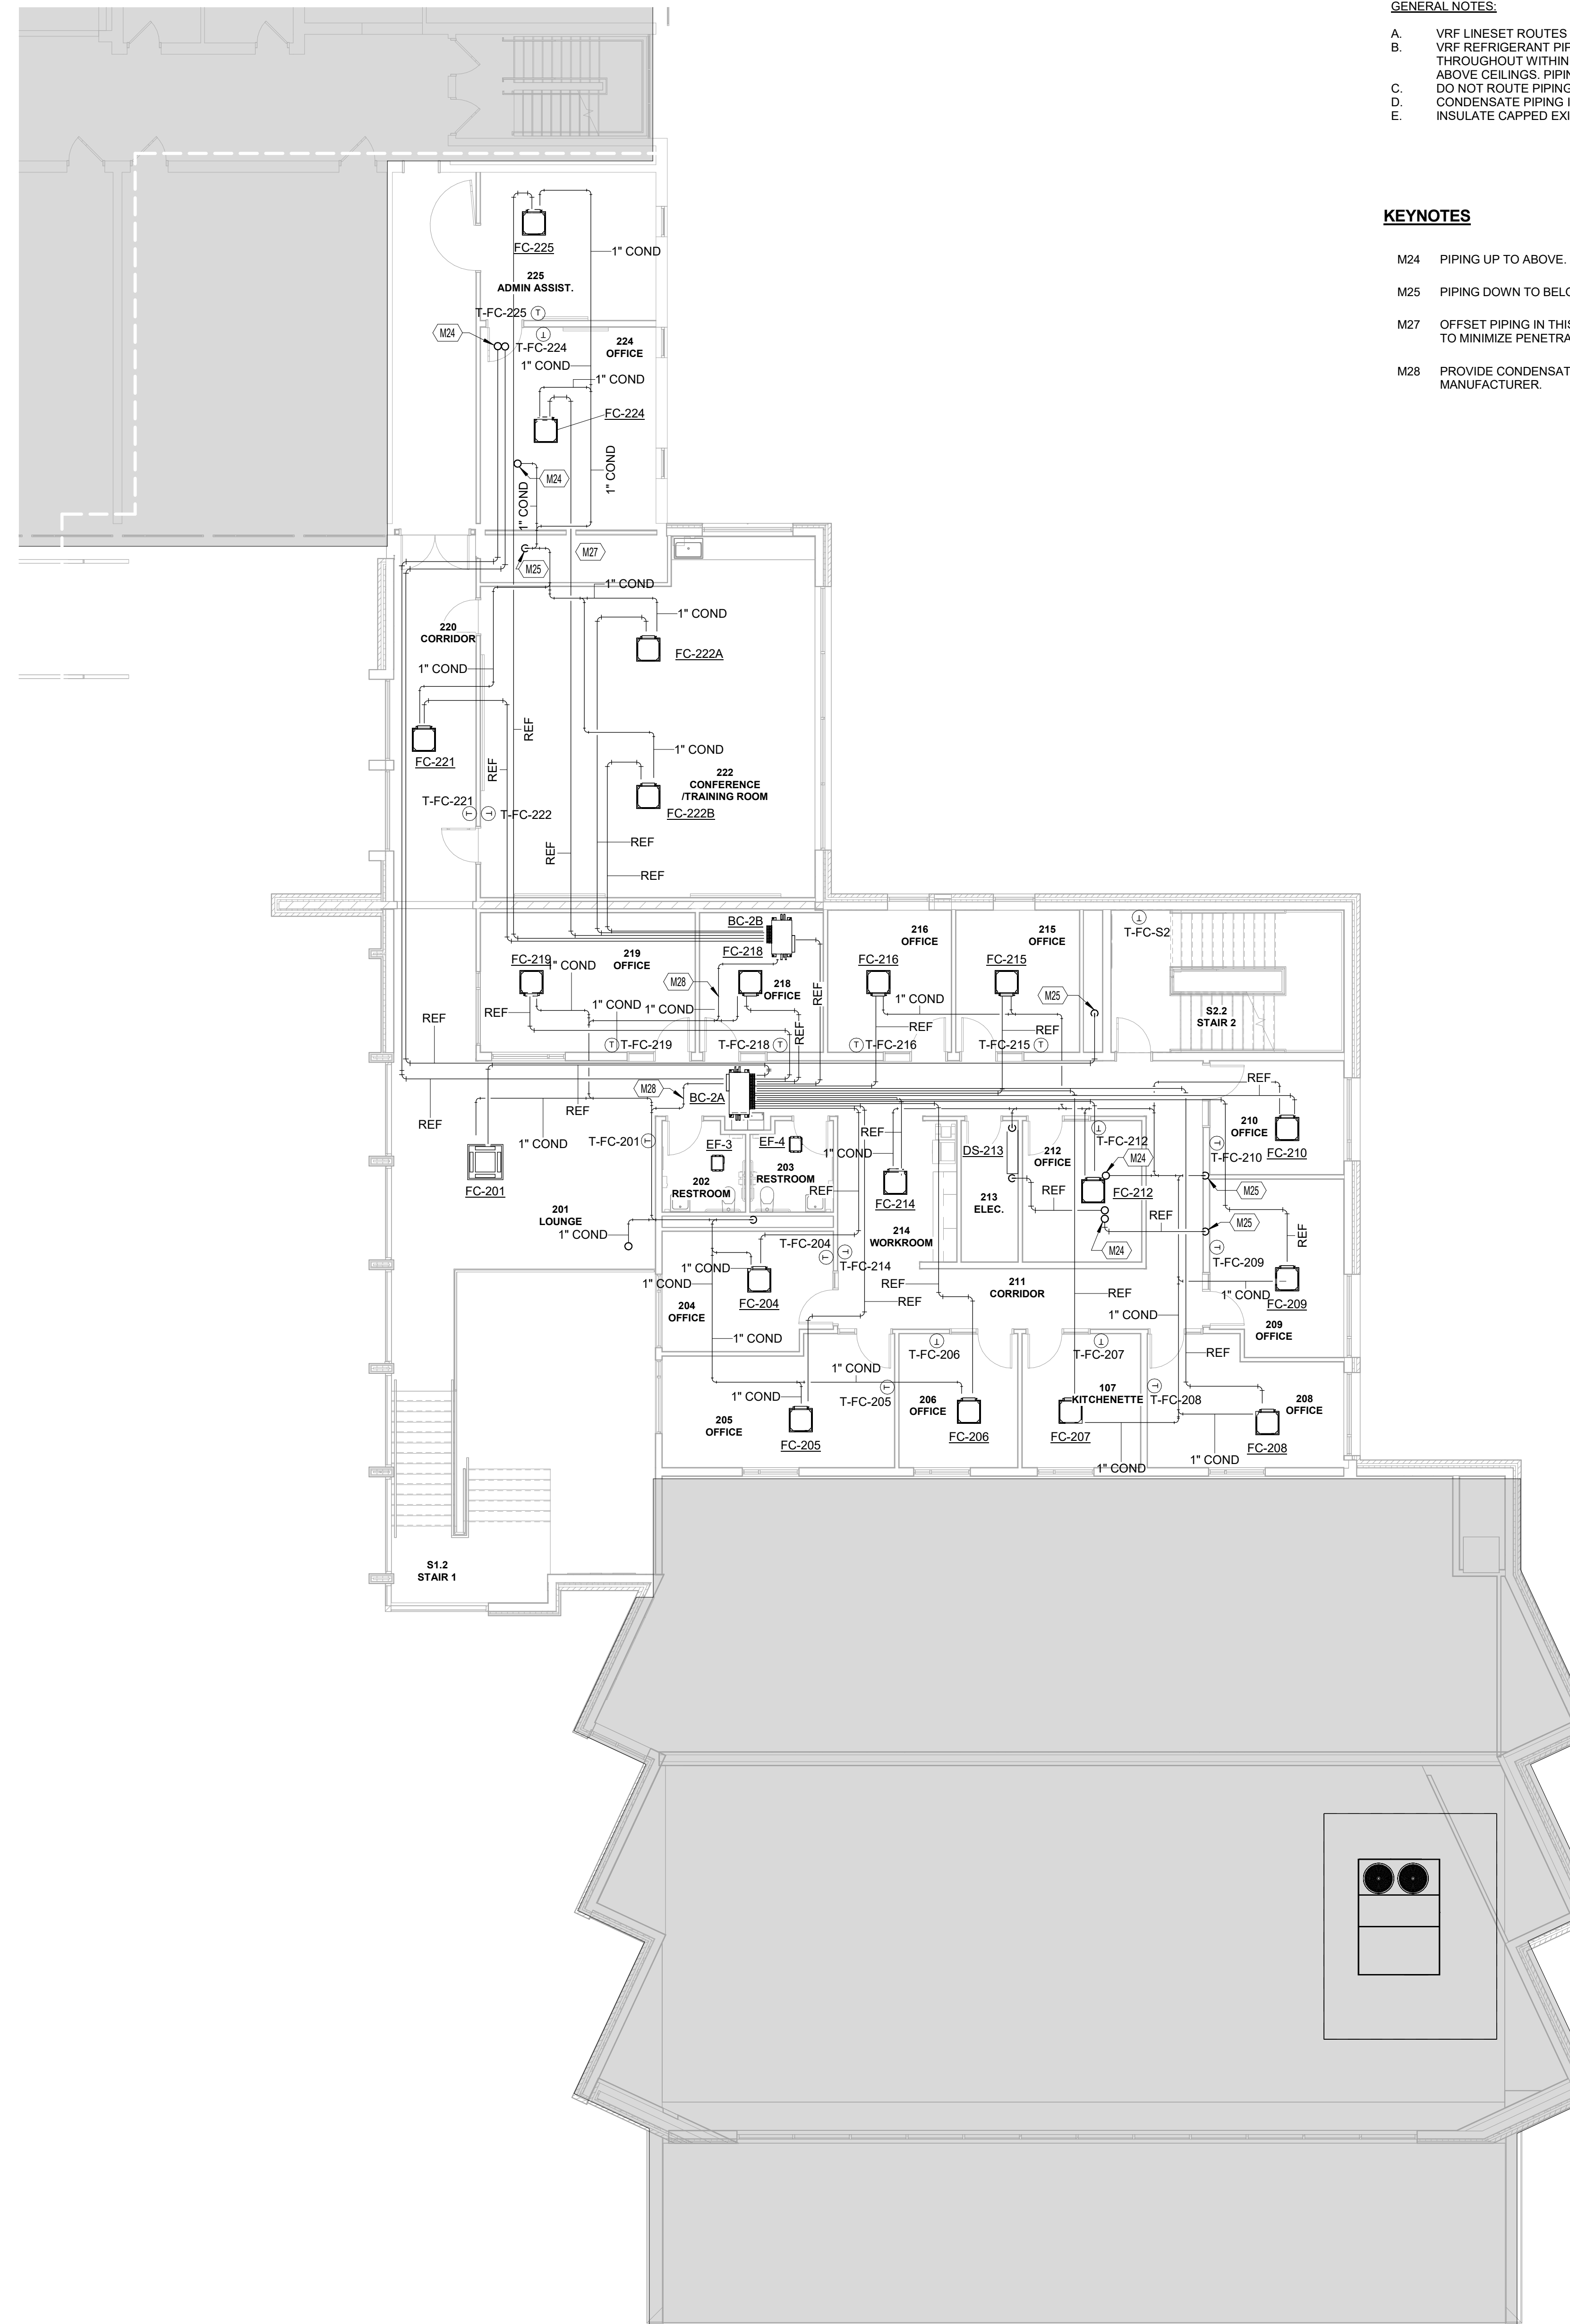 GENERAL NOTES:
A. VRF LINESET ROUTES
B. VRF REFRIGERANT PIP
THROUGHOUT WITHIN
ABOVE CEILINGS. PIPIN
C. DO NOT ROUTE PIPING
D. CONDENSATE PIPING I
E. INSULATE CAPPED EXI
KEYNOTES
M24 PIPING UP TO ABOVE.
M25 PIPING DOWN TO BELO
M27 OFFSET PIPING IN THIS
TO MINIMIZE PENETRA
M28 PROVIDE CONDENSAT
MANUFACTURER.
FC-225
1" COND
225
ADMIN ASSIST.
T-FC-225
T
M24
T
T-FC-224
224
OFFICE
1" COND
1" COND
FC-224
1" COND
M24
1" COND
M27
M25
1" COND
1" COND
220
CORRIDOR
FC-222A
1" COND
REF
1" COND
FC-221
REF
222
CONFERENCE
/TRAINING ROOM
T-FC-221
T
T
T-FC-222
FC-222B
REF
REF
REF
BC-2B
216
OFFICE
215
OFFICE
T
T-FC-S2
FC-219
1" COND
219
OFFICE
FC-218
FC-216
FC-215
M28
218
OFFICE
REF
1" COND
M25
REF
1" COND
1" COND
S2.2
STAIR 2
REF
REF
REF
REF
T
T-FC-219
T-FC-218
T
T
T-FC-216
T-FC-215
T
M28
BC-2A
REF
REF
REF
1" COND
T-FC-201
T
EF-3
EF-4
REF
1" COND
DS-213
212
OFFICE
T
T-FC-212
M24
T
T-FC-210
210
OFFICE
FC-210
FC-201
202
RESTROOM
203
RESTROOM
REF
FC-214
213
ELEC.
REF
FC-212
M25
201
LOUNGE
1" COND
214
WORKROOM
REF
M25
REF
T-FC-204
T
T
T-FC-214
M24
T
T-FC-209
1" COND
1" COND
FC-204
REF
REF
211
CORRIDOR
REF
1" COND
1" COND
FC-209
204
OFFICE
1" COND
T
T-FC-206
T
T-FC-207
209
OFFICE
REF
1" COND
1" COND
T
T-FC-205
206
OFFICE
107
KITCHENETTE
T
T-FC-208
208
OFFICE
205
OFFICE
FC-205
FC-206
FC-207
FC-208
1" COND
1" COND
S1.2
STAIR 1